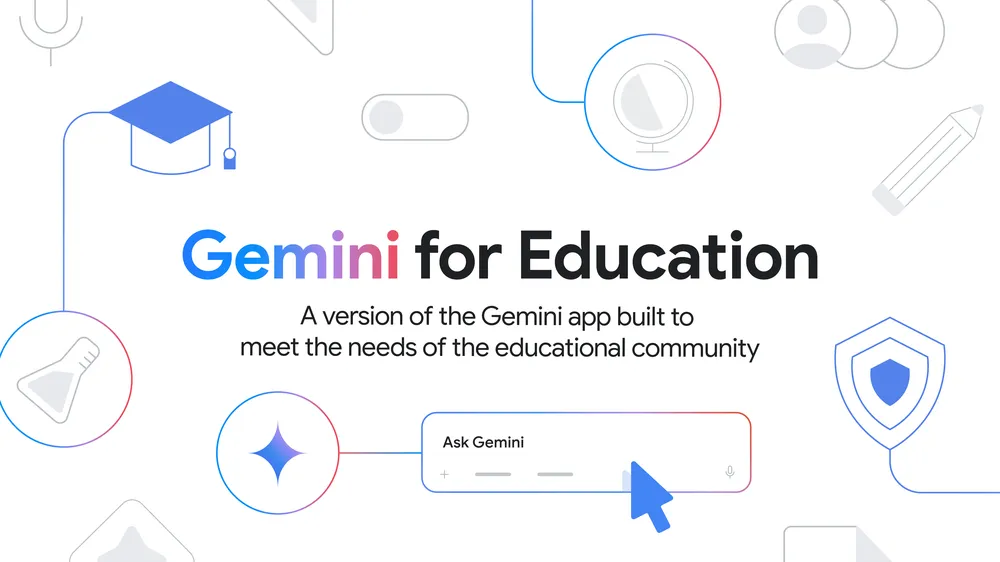 Gemini for Education
A version of the Gemini app built to
meet the needs of the educational community
Ask Gemini